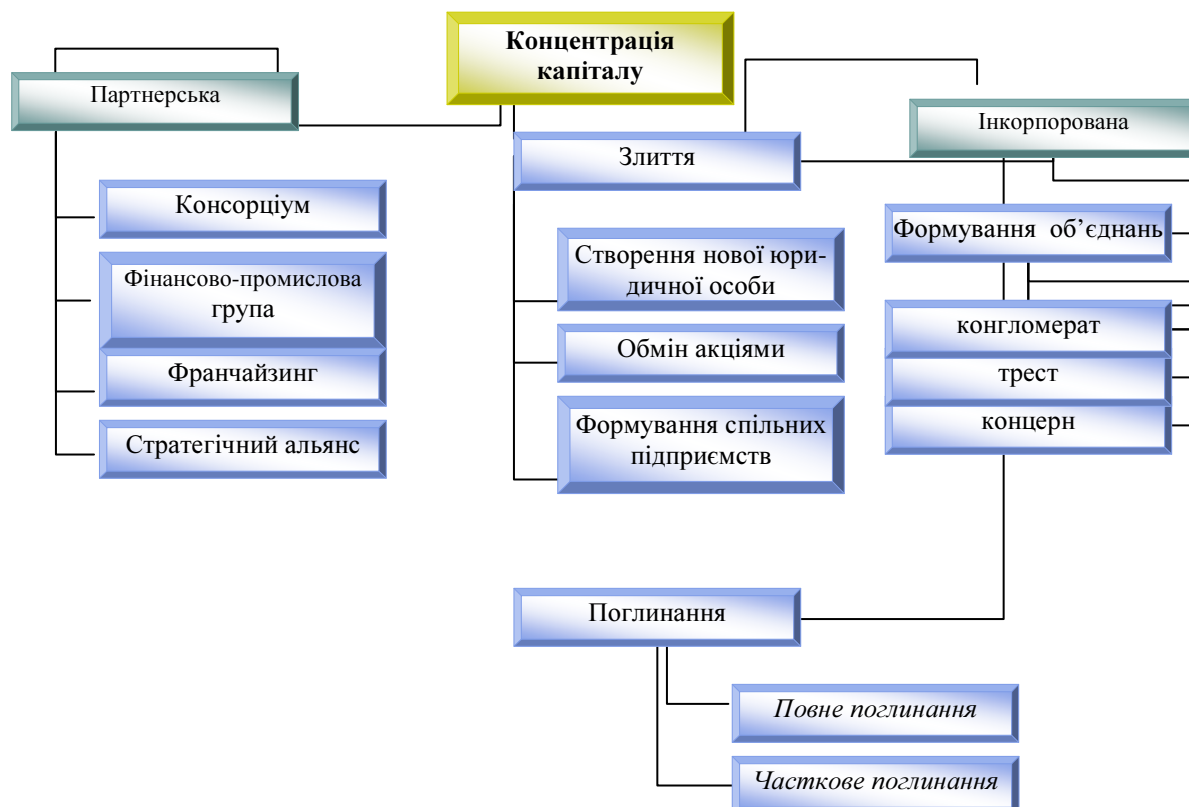 Концентрація
капіталу
Партнерська
Інкорпорована
Злиття
Консорціум
Фінансово-промислова
група
Франчайзинг
Стратегічний альянс
Створення нової юри-
дичної особи
Обмін акціями
Формування спільних
підприємств
Формування об’єднань
конгломерат
трест
концерн
Поглинання
Повне поглинання
Часткове поглинання